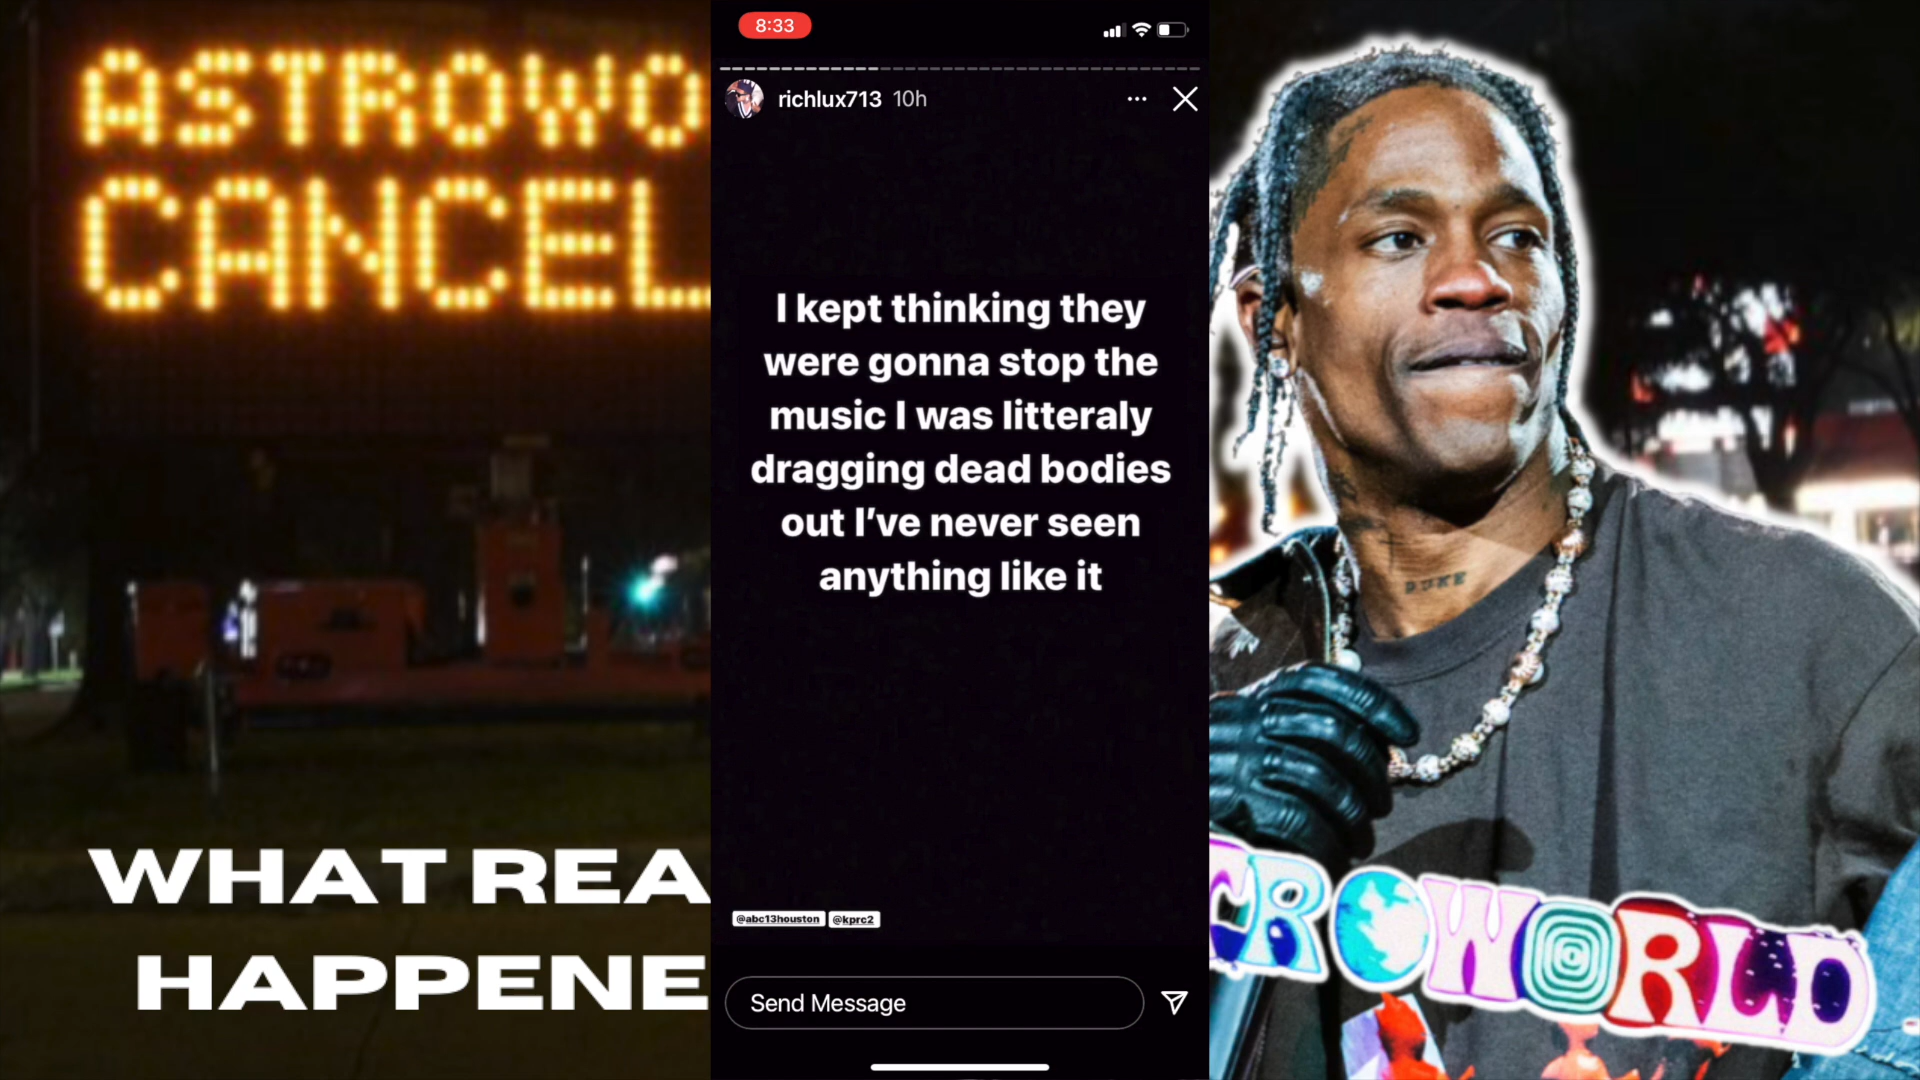 ASTROWO
CANCEL
WHAT REA
HAPPENE
8:33
richlux713 10h
I kept thinking they
were gonna stop the
music I was litteraly
dragging dead bodies
out I've never seen
anything like it
@abc13houston @kprc2
Send Message
DUKE
TROWORLD